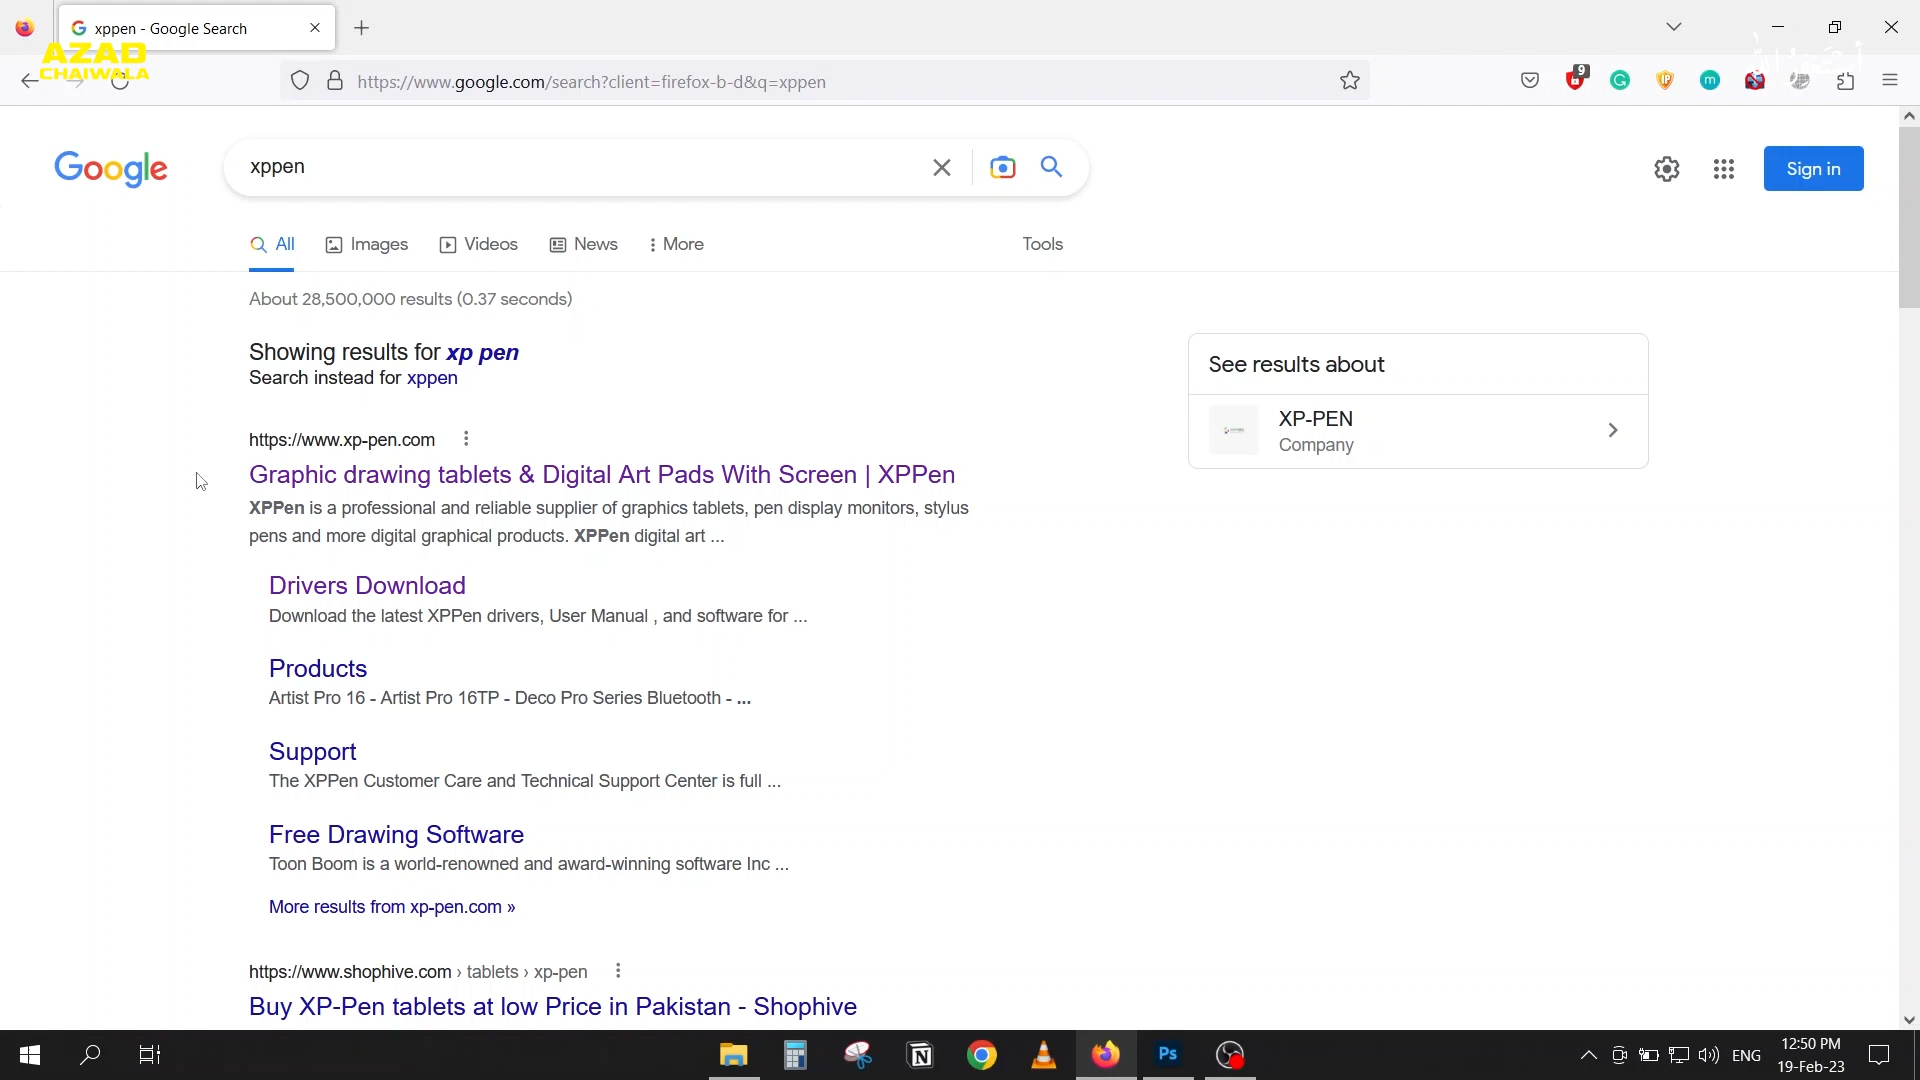 xppen - Google Search
AZAD
CHAIWALA
https://www.google.com/search?client=firefox-b-d&q=xppen
9
Google
xppen
Sign in
All
Images
Videos
News
More
Tools
About 28,500,000 results (0.37 seconds)
Showing results for xp pen
Search instead for xppen
See results about
XP-PEN
Company
https://www.xp-pen.com
Graphic drawing tablets & Digital Art Pads With Screen | XPPen
XPPen is a professional and reliable supplier of graphics tablets, pen display monitors, stylus
pens and more digital graphical products. XPPen digital art ...
Drivers Download
Download the latest XPPen drivers, User Manual , and software for ...
Products
Artist Pro 16 - Artist Pro 16TP - Deco Pro Series Bluetooth - ...
Support
The XPPen Customer Care and Technical Support Center is full ...
Free Drawing Software
Toon Boom is a world-renowned and award-winning software Inc ...
More results from xp-pen.com »
https://www.shophive.com › tablets › xp-pen
Buy XP-Pen tablets at low Price in Pakistan - Shophive
Ps
ENG
12:50 PM
19-Feb-23